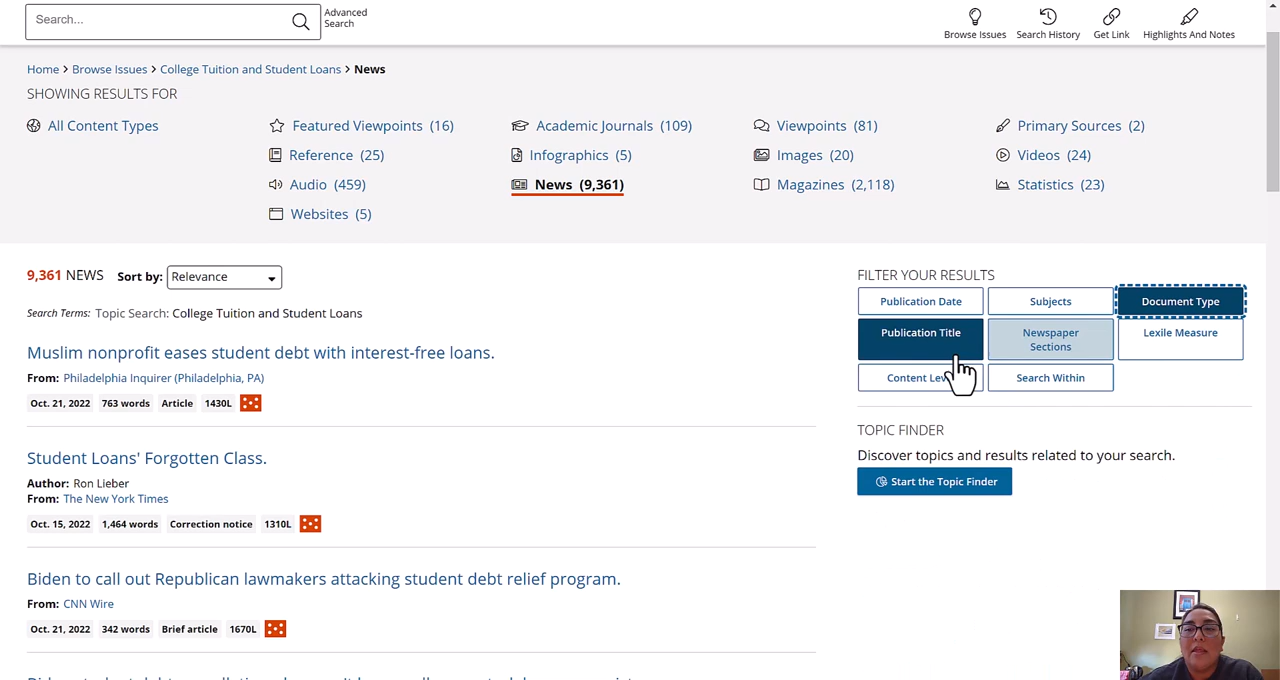 Search...
Advanced
Search
Browse Issues
Search History
Get Link
Highlights And Notes
Home > Browse Issues > College Tuition and Student Loans > News
SHOWING RESULTS FOR
All Content Types
Featured Viewpoints (16)
Academic Journals (109)
Viewpoints (81)
Primary Sources (2)
Reference (25)
Infographics (5)
Images (20)
Videos (24)
Audio (459)
News (9,361)
Magazines (2,118)
Statistics (23)
Websites (5)
9,361 NEWS Sort by: Relevance
Search Terms: Topic Search: College Tuition and Student Loans
Muslim nonprofit eases student debt with interest-free loans.
From: Philadelphia Inquirer (Philadelphia, PA)
Oct. 21, 2022 763 words Article 1430L
Student Loans' Forgotten Class.
Author: Ron Lieber
From: The New York Times
Oct. 15, 2022 1,464 words Correction notice 1310L
Biden to call out Republican lawmakers attacking student debt relief program.
From: CNN Wire
Oct. 21, 2022 342 words Brief article 1670L
FILTER YOUR RESULTS
Publication Date
Subjects
Document Type
Publication Title
Newspaper
Sections
Lexile Measure
Content
Search Within
TOPIC FINDER
Discover topics and results related to your search.
Start the Topic Finder